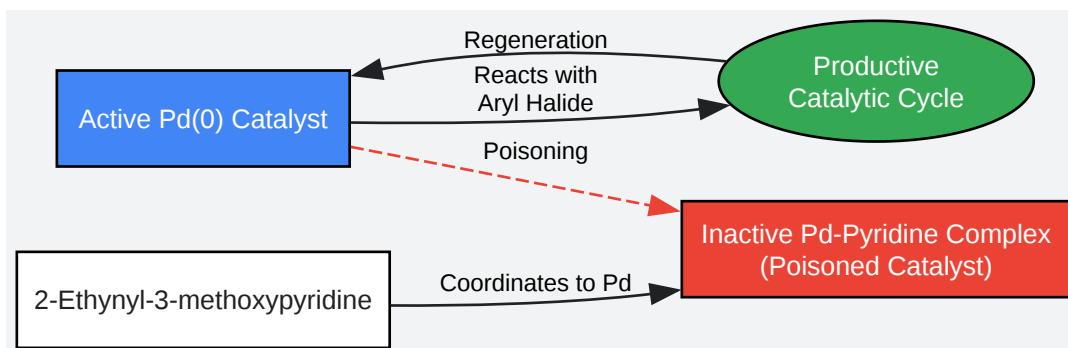 Regeneration
Productive
Catalytic Cycle
Reacts with
Aryl Halide
Active Pd(0) Catalyst
Poisoning
Inactive Pd-Pyridine Complex
(Poisoned Catalyst)
Coordinates to Pd
2-Ethynyl-3-methoxypyridine